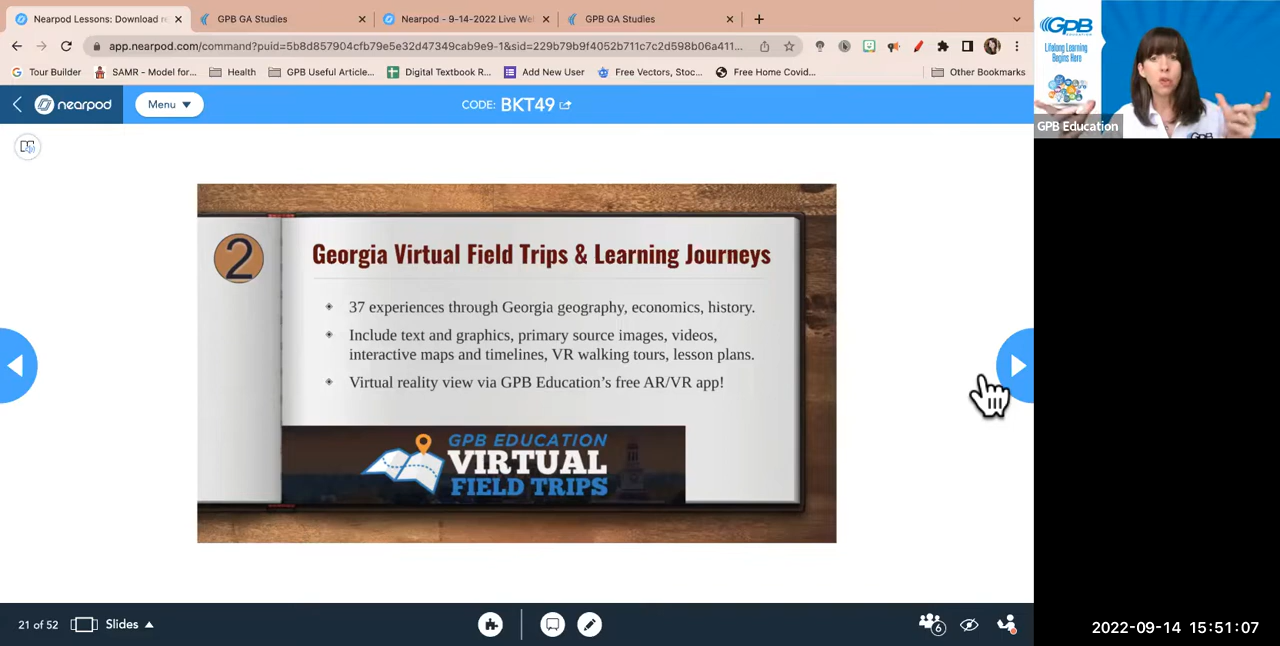 Nearpod Lessons: Download r
GPB GA Studies
Nearpod - 9-14-2022 Live We
GPB GA Studies
app.nearpod.com/command?puid=5b8d857904cfb79e5e32d47349cab9e9-1&sid=229b79b9f4052b711c7c2d598b06a411...
Tour Builder
SAMR - Model for...
Health
GPB Useful Article...
Digital Textbook R...
Add New User
Free Vectors, Stoc...
Free Home Covid...
Other Bookmarks
nearpod
Menu
CODE: BKT49
GPB
EDUCATION
Lifelong Learning
Begins Here
GPB Education
GPB
2
Georgia Virtual Field Trips & Learning Journeys
37 experiences through Georgia geography, economics, history.
Include text and graphics, primary source images, videos,
interactive maps and timelines, VR walking tours, lesson plans.
Virtual reality view via GPB Education's free AR/VR app!
GPB EDUCATION
VIRTUAL
FIELD TRIPS
21 of 52
Slides
6
2022-09-14 15:51:07